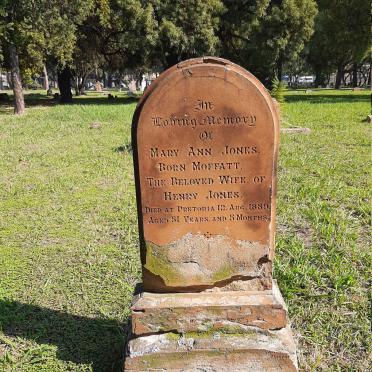 In
Loving Memory
Of
Mary Ann Jones,
Born Moffatt,
The Beloved Wife of
Henry Jones.
Died at Pretoria 12. Aug. 1889,
Aged 31 Years and 3 Months.